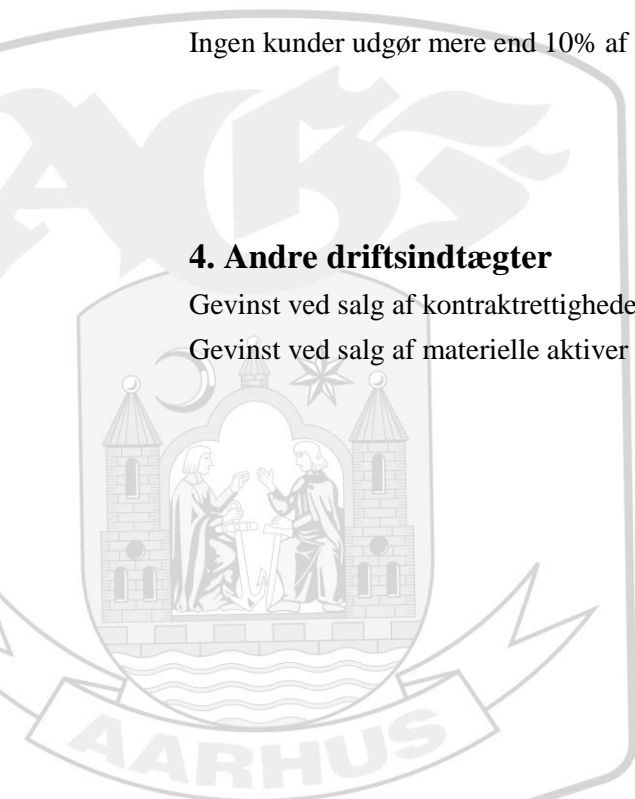 Ingen kunder udgør mere end 10% af
AGF
4. Andre driftsindtægter
Gevinst ved salg af kontraktrettighede
Gevinst ved salg af materielle aktiver
AARHUS